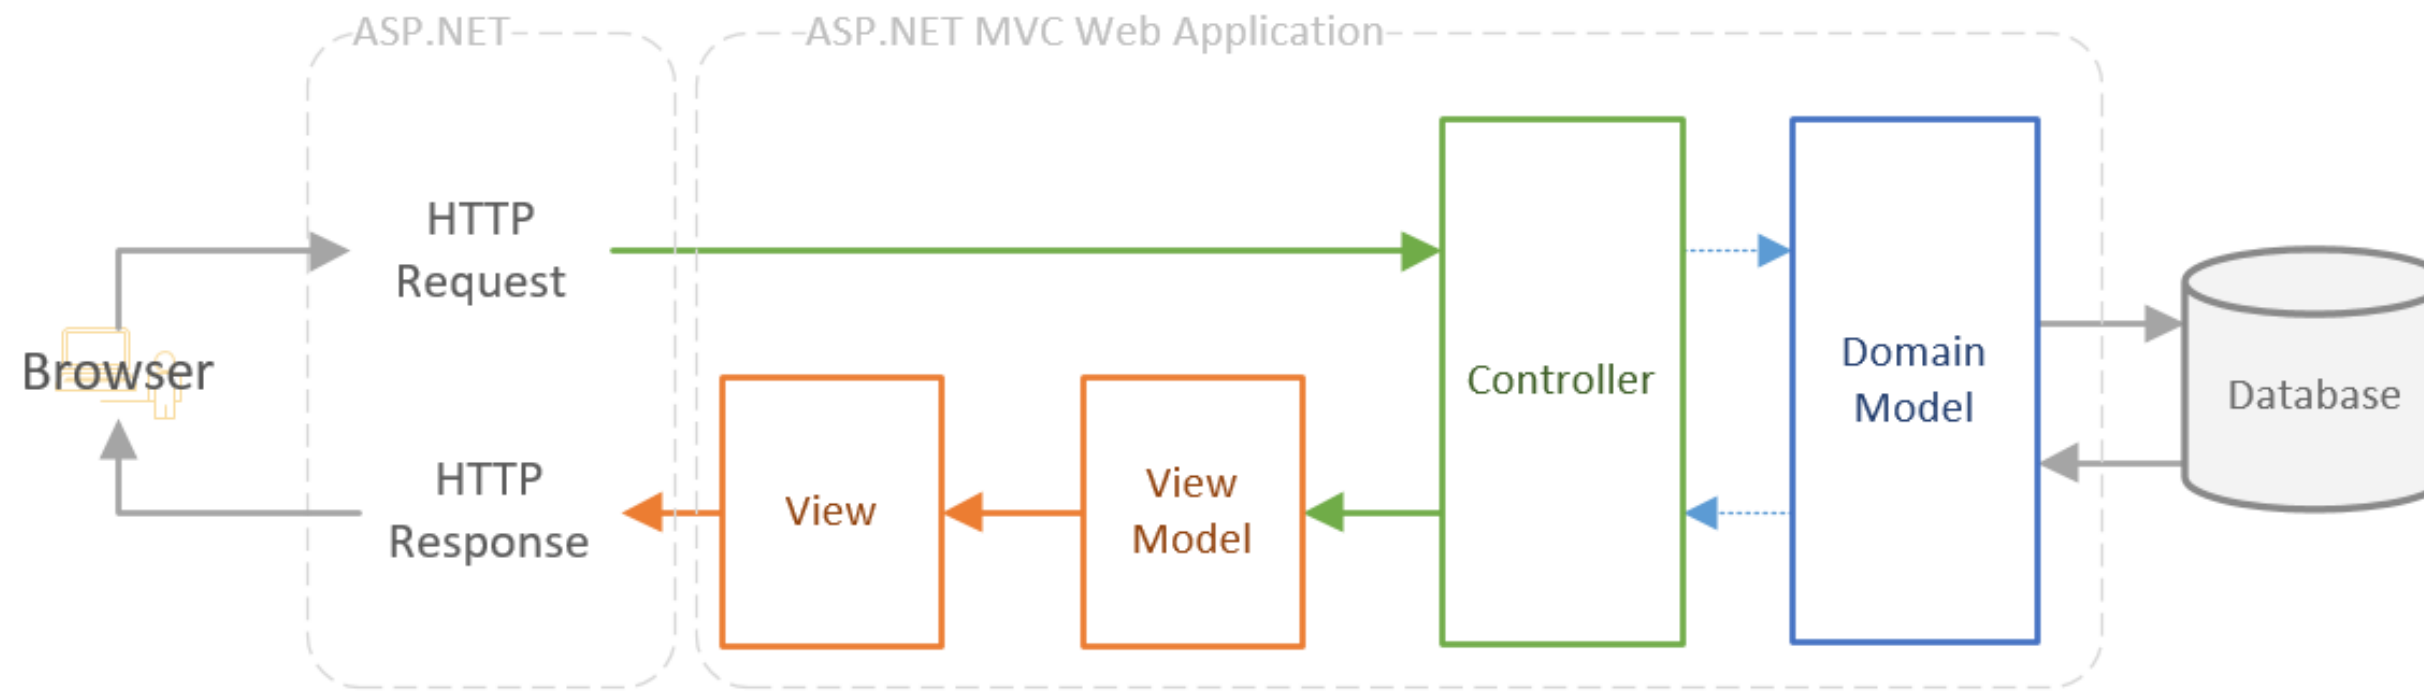 ASP.NET
ASP.NET MVC Web Application
HTTP
Request
Browser
HTTP
Response
View
View
Model
Controller
Domain
Model
Database